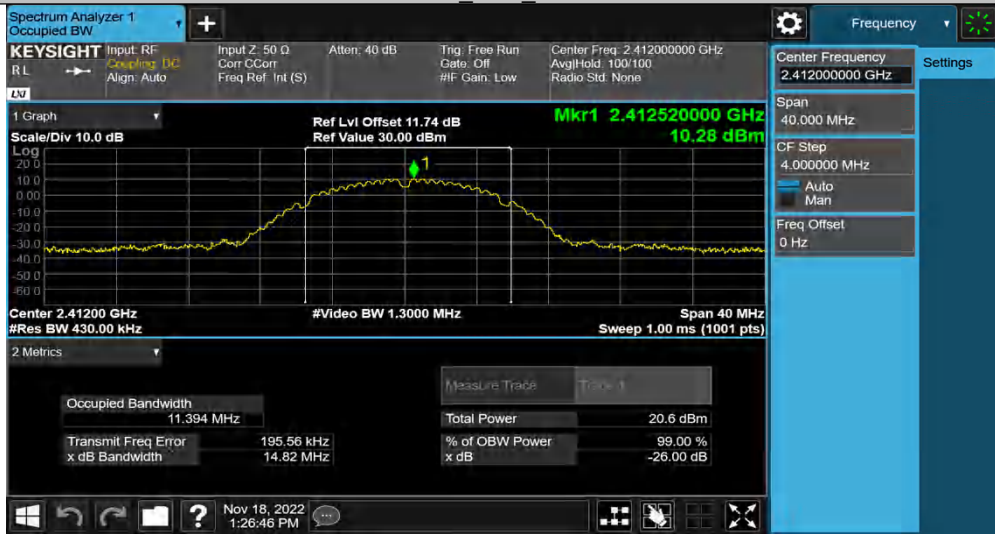 Spectrum Analyzer 1
Occupied BW
+
KEYSIGHT
RL
LXI
Input: RF
Coupling: DC
Align: Auto
Input Z: 50 Ω
Corr CCorr
Freq Ref: Int (S)
Atten: 40 dB
Trig: Free Run
Gate: Off
#IF Gain: Low
Center Freq: 2.412000000 GHz
Avg|Hold: 100/100
Radio Std: None
1 Graph
Scale/Div 10.0 dB
Ref Lvl Offset 11.74 dB
Ref Value 30.00 dBm
Mkr1 2.412520000 GHz
10.28 dBm
Log
20.0
10.0
0.00
-10.0
-20.0
-30.0
-40.0
-50.0
-60.0
1
Center 2.41200 GHz
#Res BW 430.00 kHz
#Video BW 1.3000 MHz
Span 40 MHz
Sweep 1.00 ms (1001 pts)
2 Metrics
Measure Trace Trace 1
Occupied Bandwidth
11.394 MHz
Total Power 20.6 dBm
Transmit Freq Error 195.56 kHz
% of OBW Power 99.00 %
x dB Bandwidth 14.82 MHz
x dB -26.00 dB
?
Nov 18, 2022
1:26:46 PM
Frequency
Settings
Center Frequency
2.412000000 GHz
Span
40.000 MHz
CF Step
4.000000 MHz
Auto
Man
Freq Offset
0 Hz